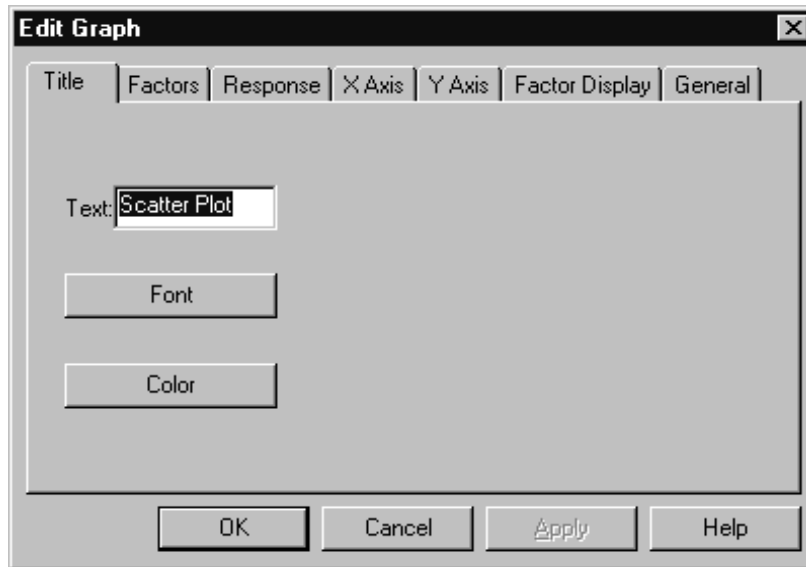 Edit Graph
Title Factors Response X Axis Y Axis Factor Display General
Text: Scatter Plot
Font
Color
OK Cancel Apply Help